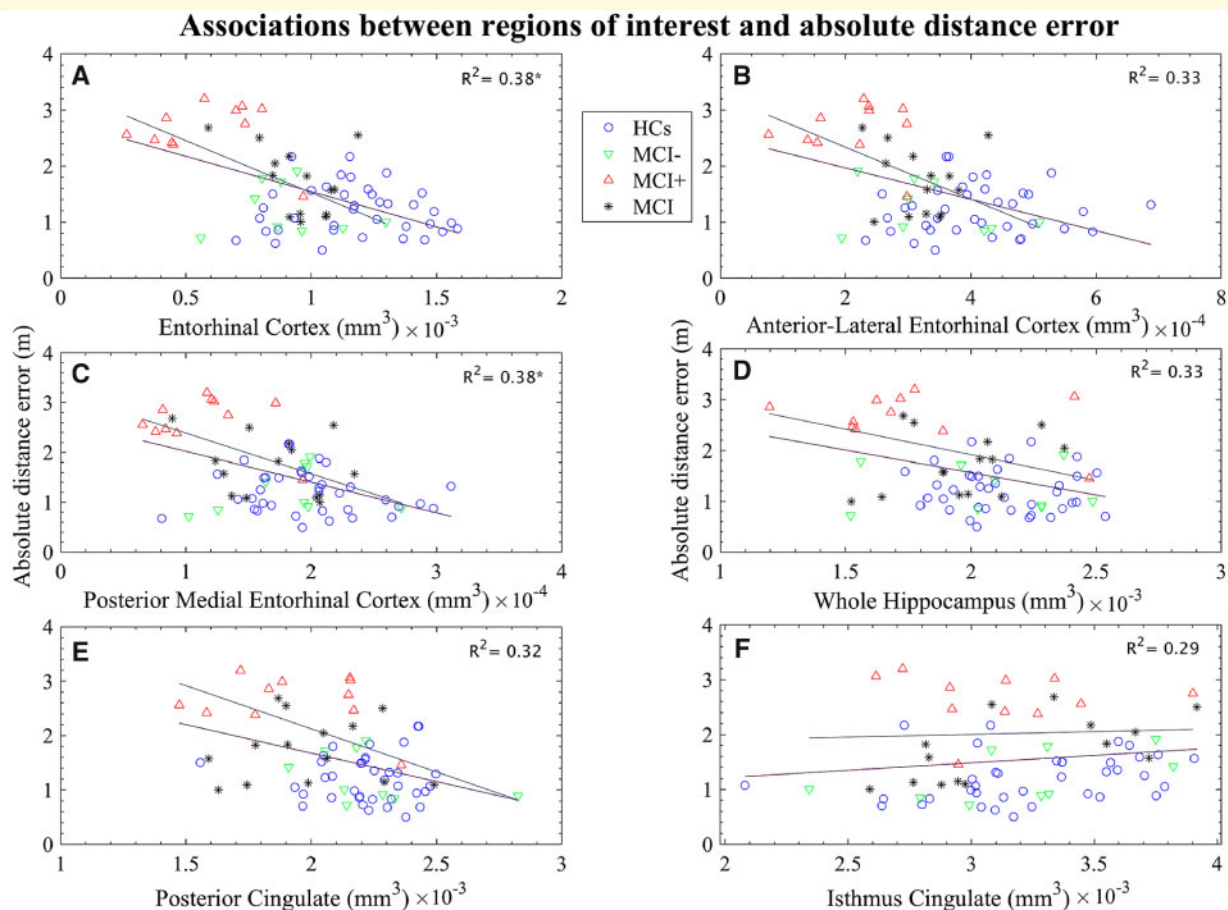 Associations between regions of interest and absolute distance error
A
R² = 0.38*
4
3
2
1
0
0 0.5 1 1.5 2
Entorhinal Cortex (mm³) ×10⁻³
HCs
MCI-
MCI+
MCI
B
R² = 0.33
4
3
2
1
0
0 2 4 6 8
Anterior-Lateral Entorhinal Cortex (mm³) ×10⁻⁴
Absolute distance error (m)
C
R² = 0.38*
4
3
2
1
0
0 1 2 3 4
Posterior Medial Entorhinal Cortex (mm³) ×10⁻⁴
Absolute distance error (m)
D
R² = 0.33
4
3
2
1
0
1 1.5 2 2.5 3
Whole Hippocampus (mm³) ×10⁻³
E
R² = 0.32
4
3
2
1
0
1 1.5 2 2.5 3
Posterior Cingulate (mm³) ×10⁻³
F
R² = 0.29
4
3
2
1
0
2 2.5 3 3.5 4
Isthmus Cingulate (mm³) ×10⁻³